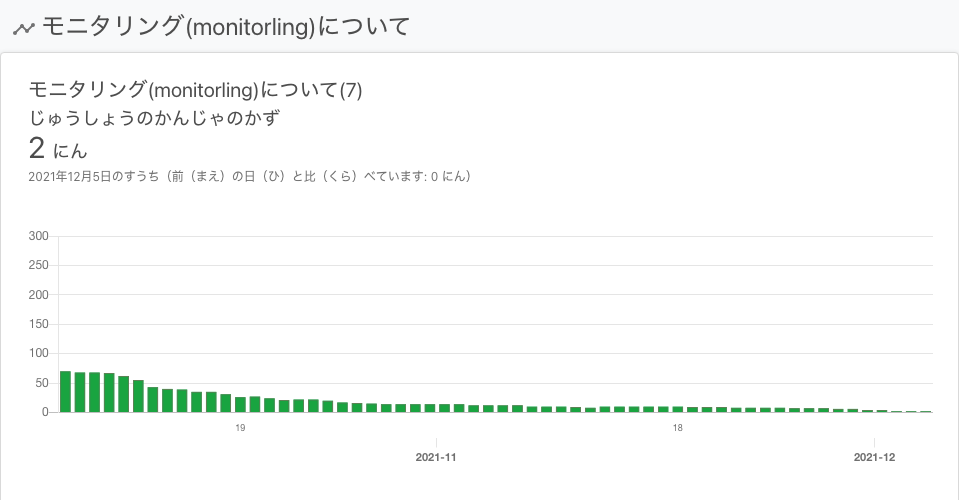 モニタリング(monitorling)について
モニタリング(monitorling)について(7)
じゅうしょうのかんじゃのかず
2 にん
2021年12月5日のすうち（前（まえ）の日（ひ）と比（くら）べています: 0 にん）
300
250
200
150
100
50
0
19
18
2021-11
2021-12